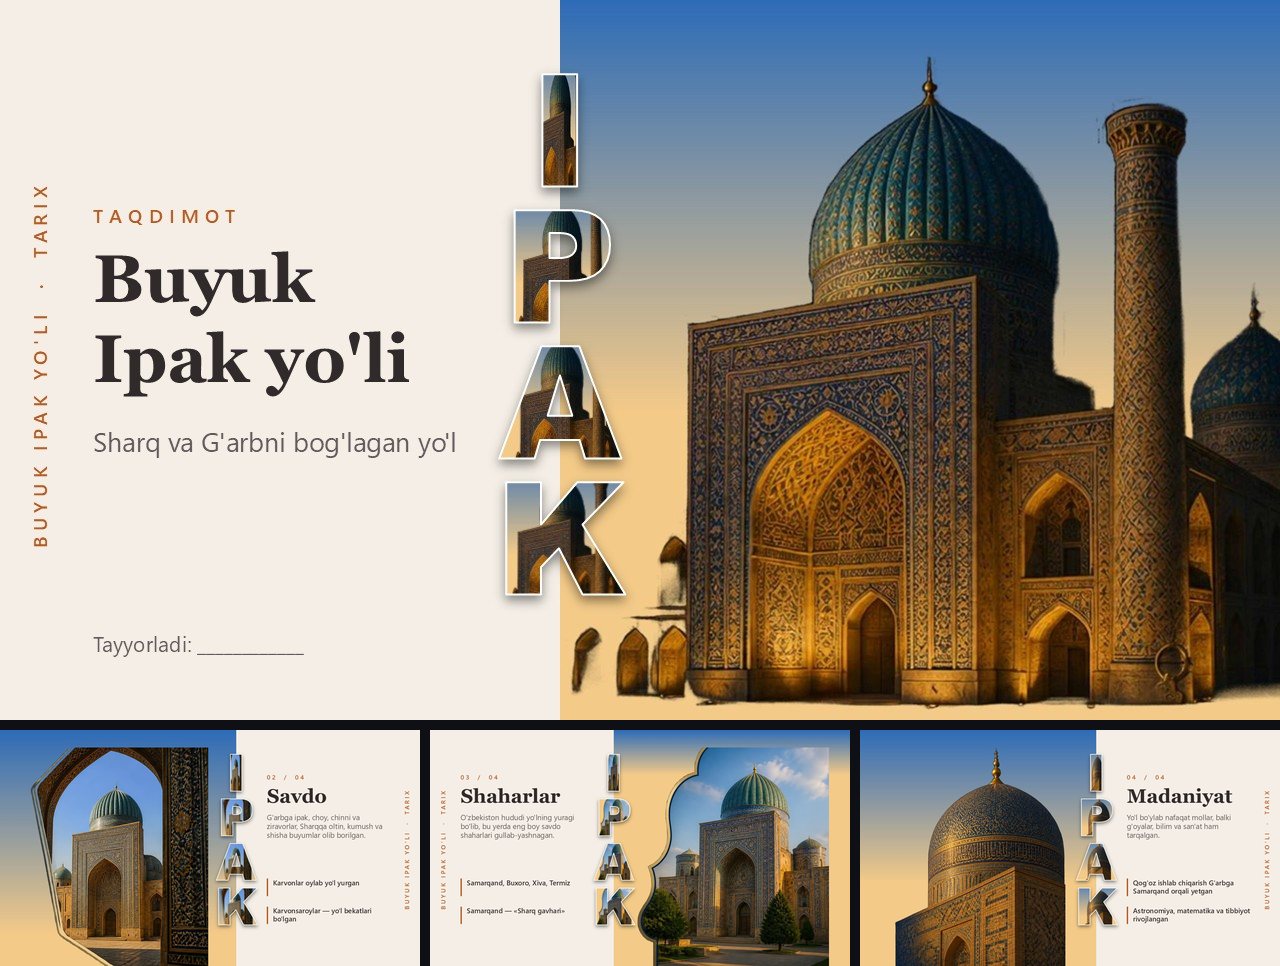 BUYUK IPAK YO'LI · TARIX
TAQDIMOT
Buyuk
Ipak yo'li
Sharq va G'arbni bog'lagan yo'l
Tayyorladi: ____________
I
P
A
K
I
P
A
K
02 / 04
Savdo
G'arbga ipak, choy, chinni va
ziravorlar, Sharqqa oltin, kumush va
shisha buyumlar olib borilgan.
Karvonlar oylab yo'l yurgan
Karvonsaroylar — yo'l bekatlari
bo'lgan
BUYUK IPAK YO'LI · TARIX
BUYUK IPAK YO'LI · TARIX
03 / 04
Shaharlar
O'zbekiston hududi yo'lning yuragi
bo'lib, bu yerda eng boy savdo
shaharlari gullab-yashnagan.
Samarqand, Buxoro, Xiva, Termiz
Samarqand — «Sharq gavhari»
I
P
A
K
I
P
A
K
04 / 04
Madaniyat
Yo'l bo'ylab nafaqat mollar, balki
g'oyalar, bilim va san'at ham
tarqalgan.
Qog'oz ishlab chiqarish G'arbga
Samarqand orqali yetgan
Astronomiya, matematika va tibbiyot
rivojlangan
BUYUK IPAK YO'LI · TARIX